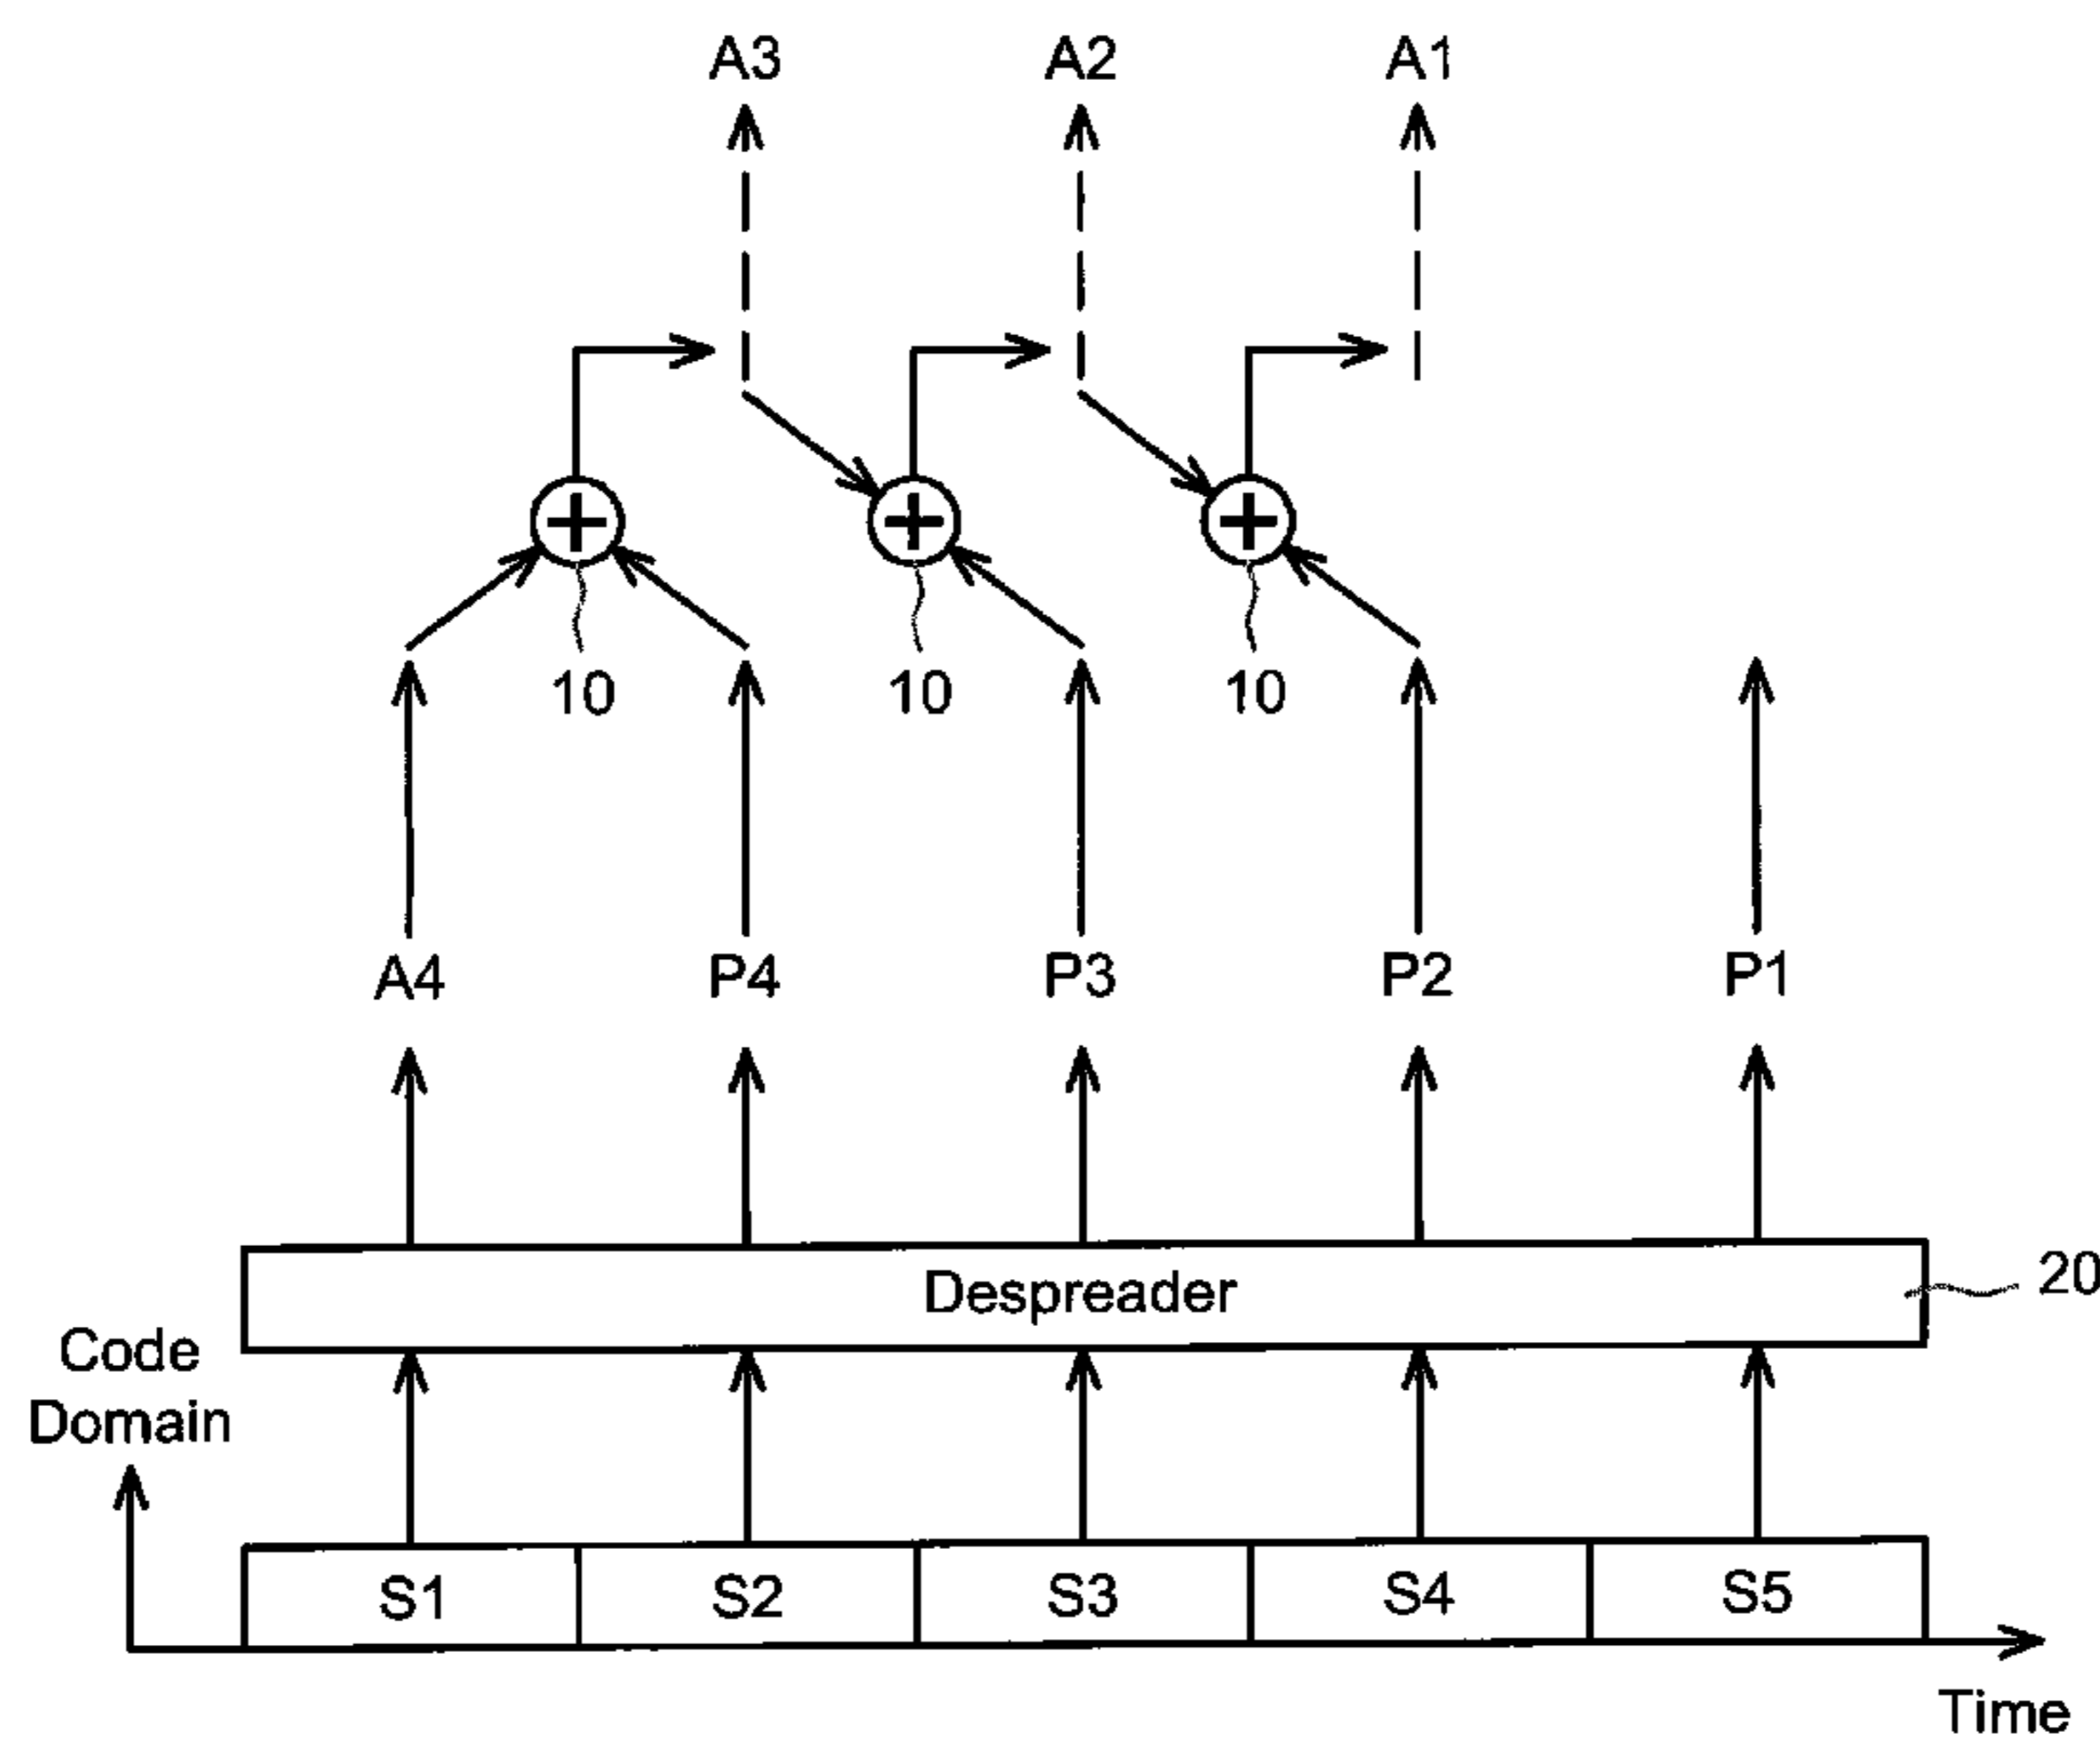 A3 A2 A1
10 10 10
A4 P4 P3 P2 P1
Despreader
20
Code
Domain
S1 S2 S3 S4 S5
Time